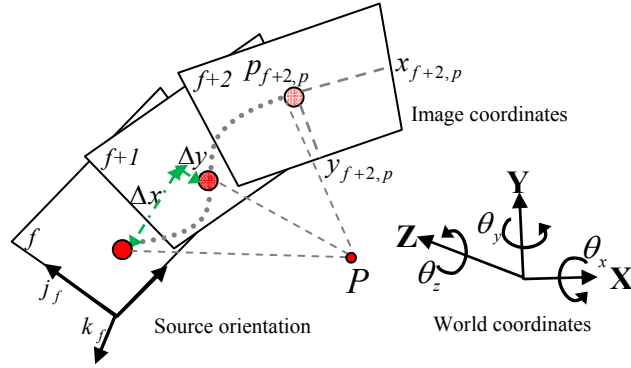 f+2
p_{f+2,p}
x_{f+2,p}
Image coordinates
f+1
Δy
y_{f+2,p}
Δx
f
Y
Z
θ_y
θ_x
θ_z
X
P
j_f
k_f
Source orientation
World coordinates